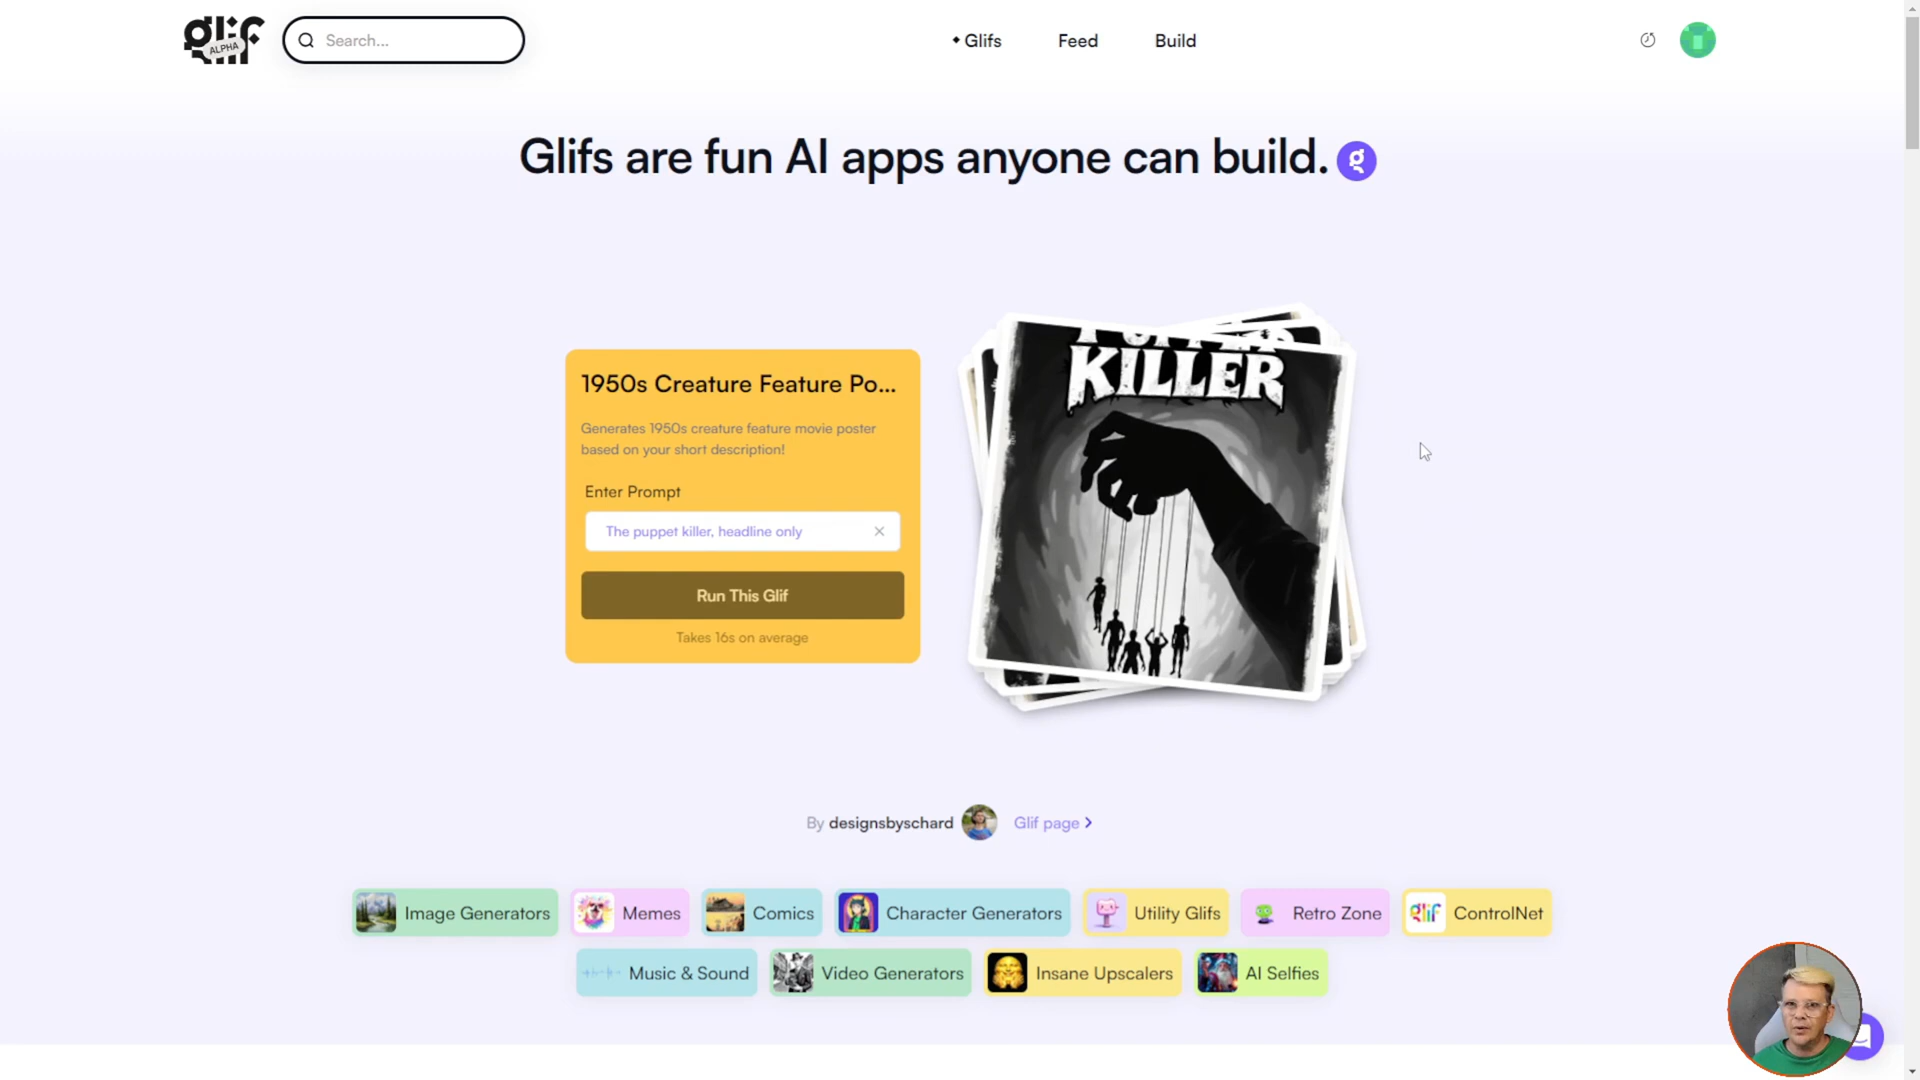 glif
ALPHA
Search...
Glifs
Feed
Build
Glifs are fun AI apps anyone can build.
1950s Creature Feature Po...
Generates 1950s creature feature movie poster
based on your short description!
Enter Prompt
The puppet killer, headline only
Run This Glif
Takes 16s on average
KILLER
By designsbyschard
Glif page
Image Generators
Memes
Comics
Character Generators
Utility Glifs
Retro Zone
glif
ControlNet
Music & Sound
Video Generators
Insane Upscalers
AI Selfies